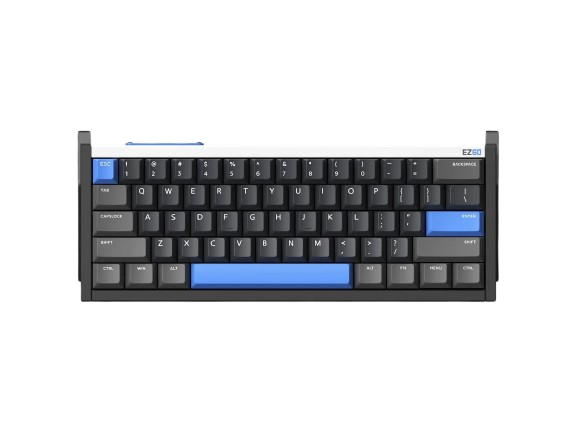 EZ60
ESC ! 1 @ 2 # 3 $ 4 % 5 ^ 6 & 7 * 8 ( 9 ) 0 _ - + = BACKSPACE
TAB Q W E R T Y U I O P { [ } ] | \
CAPSLOCK A S D F G H J K L : ; " ' ENTER
SHIFT Z X C V B N M < , > . ? / SHIFT
CTRL WIN ALT ALT FN MENU CTRL